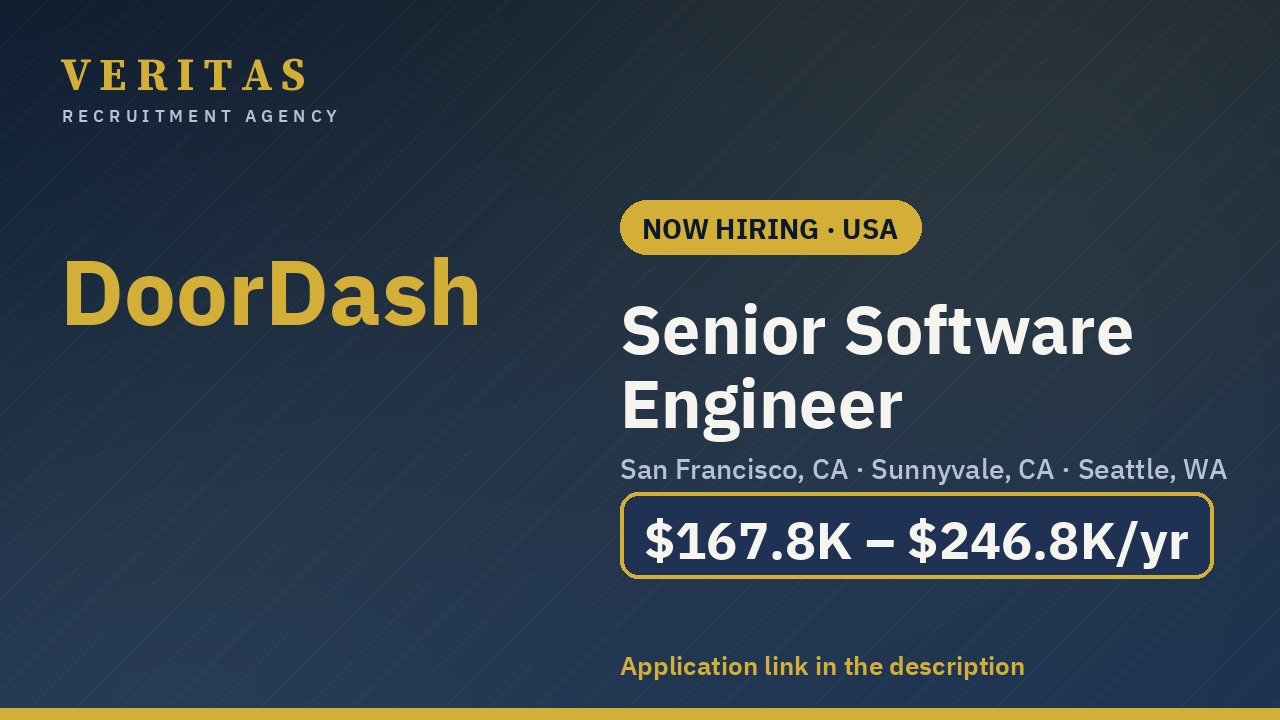 VERITAS
RECRUITMENT AGENCY
DoorDash
NOW HIRING · USA
Senior Software
Engineer
San Francisco, CA · Sunnyvale, CA · Seattle, WA
$167.8K – $246.8K/yr
Application link in the description